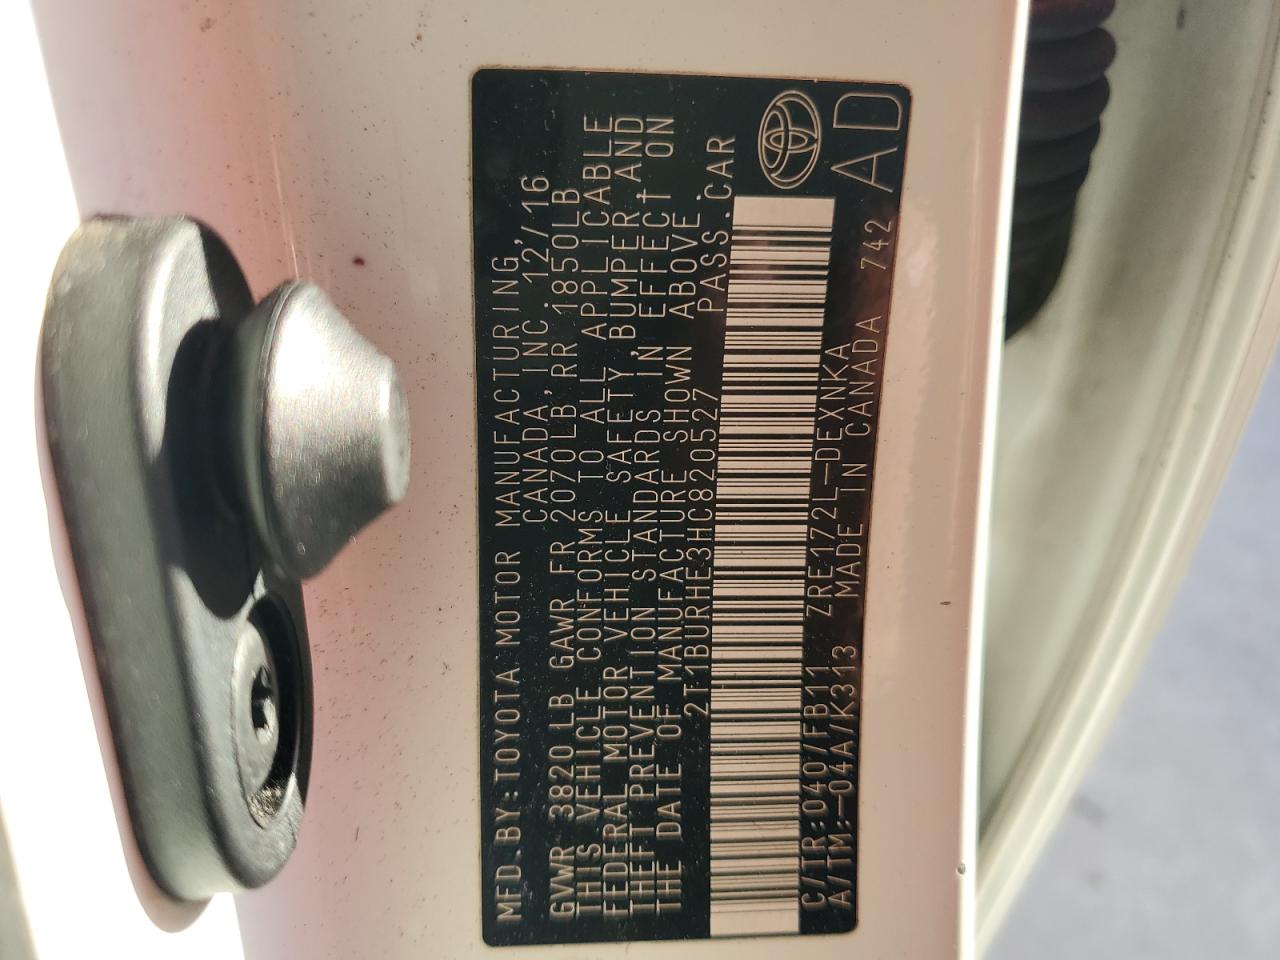 MFD.BY:TOYOTA MOTOR MANUFACTURING,
CANADA, INC. 12/16
GVWR 3820 LB GAWR FR 2070LB, RR 1850LB
THIS VEHICLE CONFORMS TO ALL APPLICABLE
FEDERAL MOTOR VEHICLE SAFETY, BUMPER, AND
THEFT PREVENTION STANDARDS IN EFFECT ON
THE DATE OF MANUFACTURE SHOWN ABOVE.
2T1BURHE3HC820527 PASS.CAR
C/TR:040/FB11 ZRE172L-DEXNKA
A/TM:-04A/K313 MADE IN CANADA 742
AD